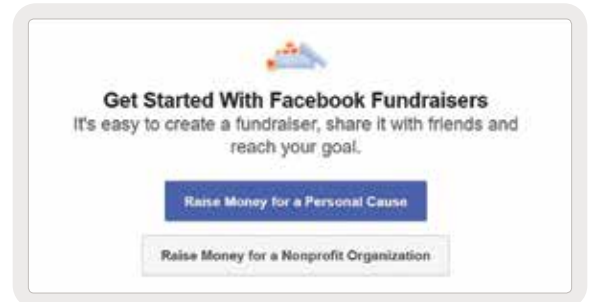 Get Started With Facebook Fundraisers
It's easy to create a fundraiser, share it with friends and
reach your goal.
Raise Money for a Personal Cause
Raise Money for a Nonprofit Organization